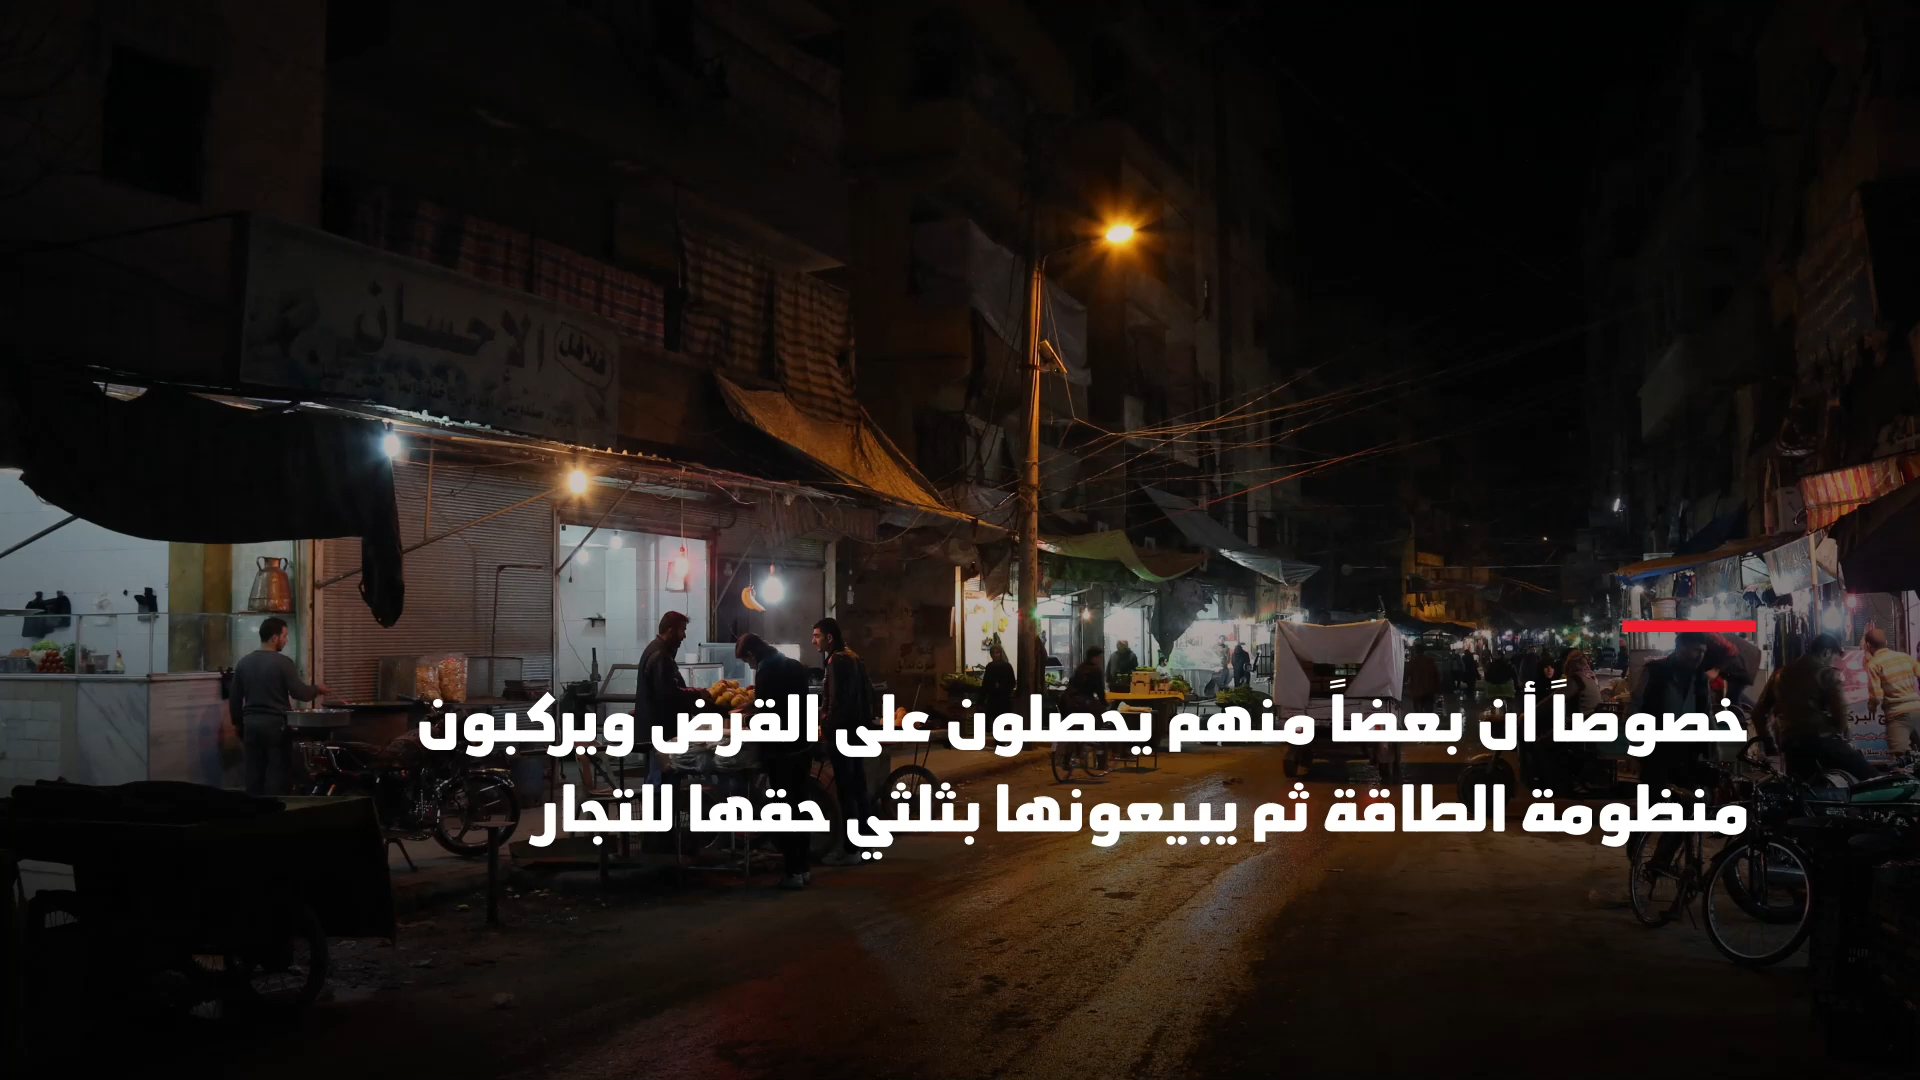 فلافل
الإحسان
خصوصاً أن بعضاً منهم يحصلون على القرض ويركبون
منظومة الطاقة ثم يبيعونها بثلثي حقها للتجار